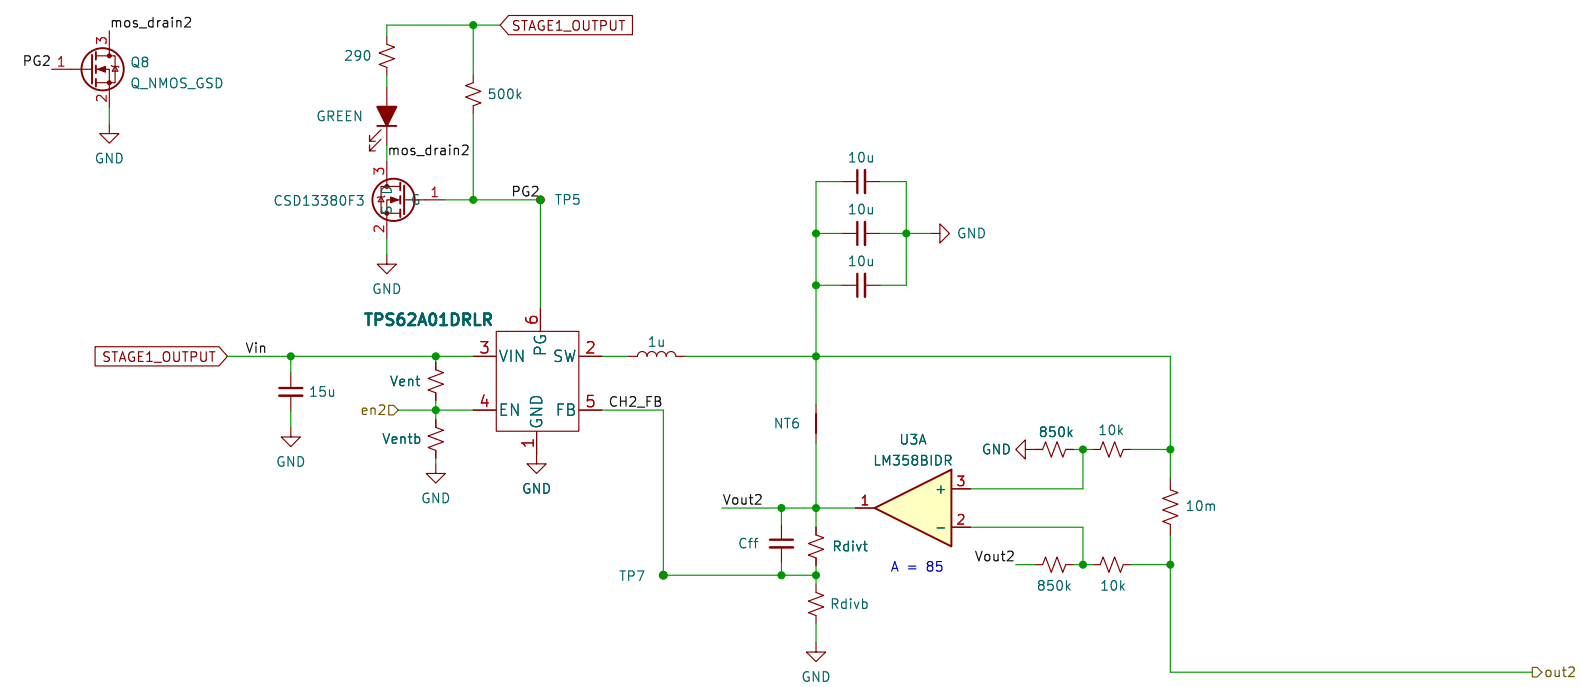 mos_drain2
PG2
1
3
2
Q8
Q_NMOS_GSD
GND
STAGE1_OUTPUT
290
500k
GREEN
mos_drain2
3
CSD13380F3
D
G
S
1
2
PG2
TP5
GND
10u
10u
10u
GND
TPS62A01DRLR
6
STAGE1_OUTPUT
Vin
3
VIN
PG
SW
2
1u
15u
GND
Vent
en2
4
EN
GND
FB
5
CH2_FB
Ventb
1
GND
GND
NT6
U3A
LM358BIDR
GND
850k
10k
3
+
1
2
−
10m
Vout2
Cff
Rdivt
A = 85
Vout2
850k
10k
TP7
Rdivb
GND
out2